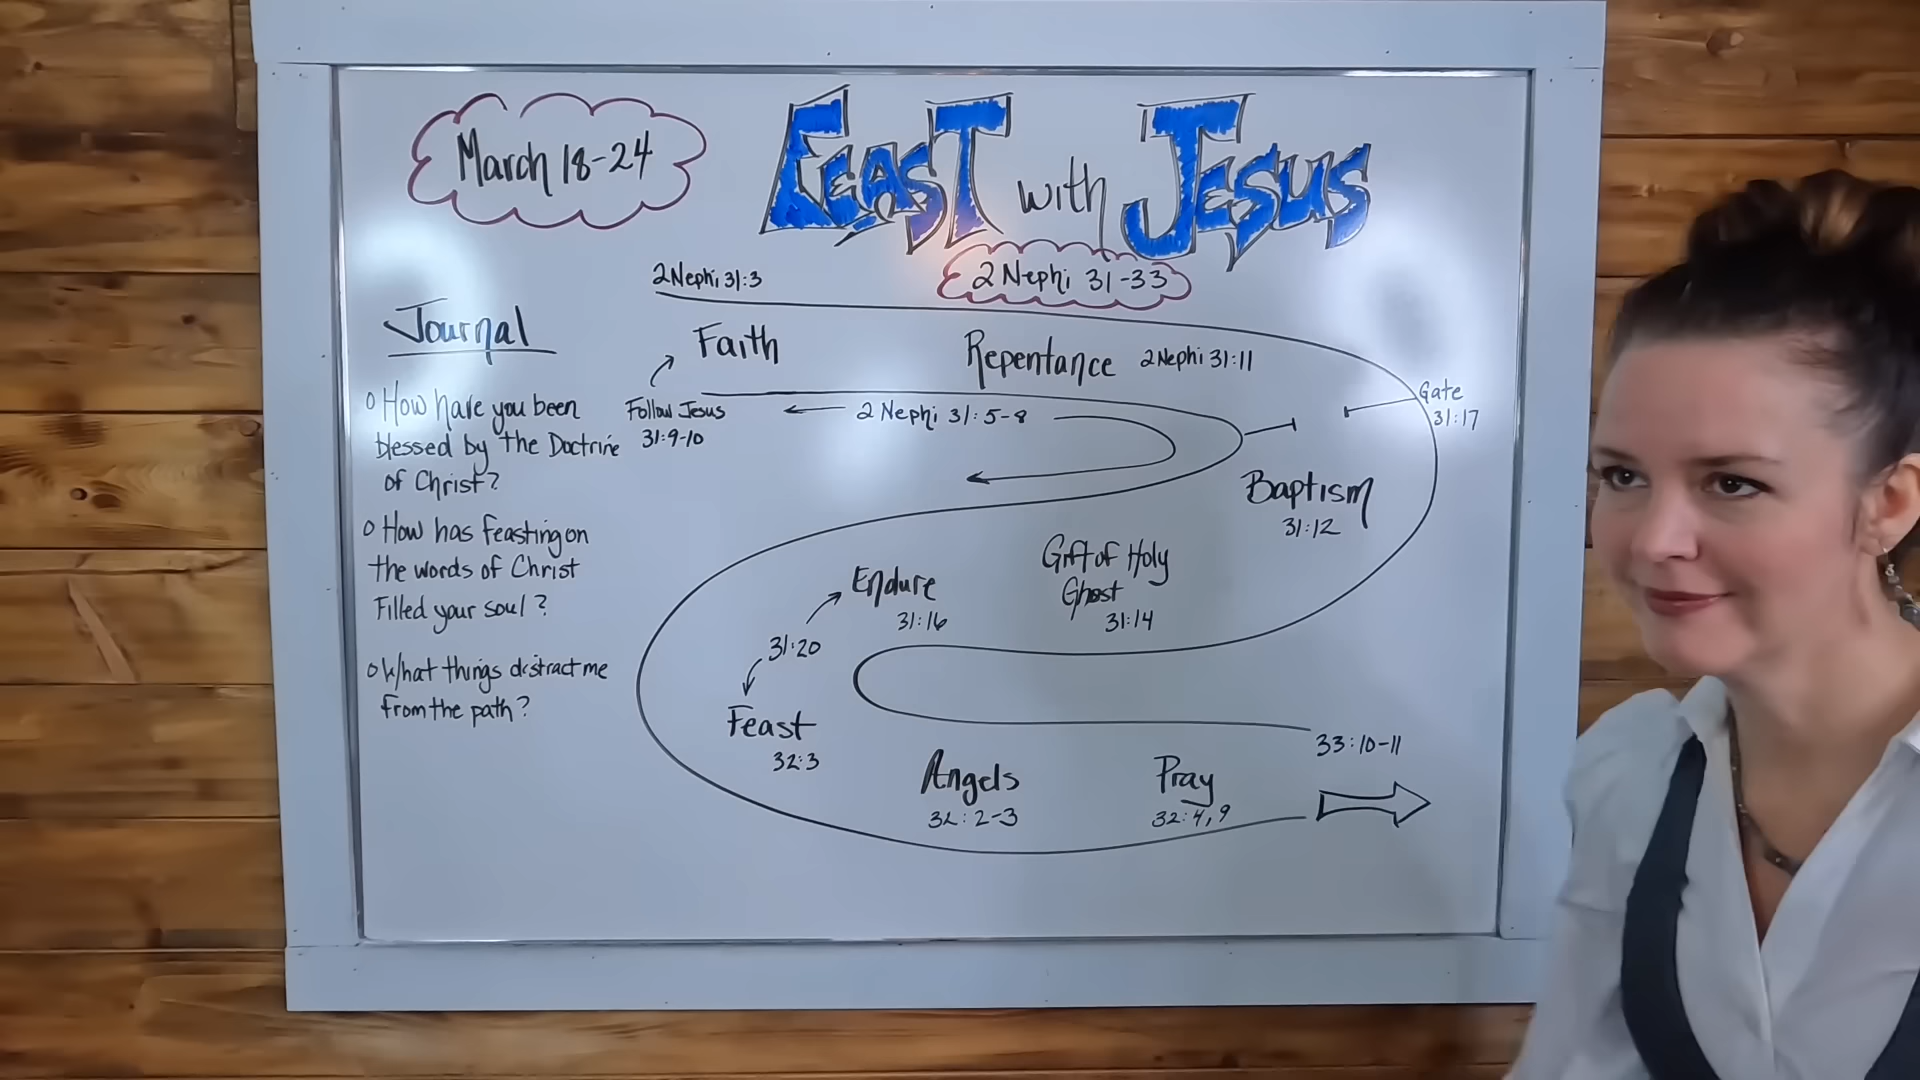 March 18-24
Feast with Jesus
2 Nephi 31-33
Journal
How have you been
blessed by the Doctrine
of Christ?
How has feasting on
the words of Christ
Filled your soul?
What things distract me
from the path?
2 Nephi 31:3
Faith
Repentance 2 Nephi 31:11
Follow Jesus
31:9-10
2 Nephi 31:5-8
Gate
31:17
Baptism
31:12
Gift of Holy
Ghost
31:14
Endure
31:16
31:20
Feast
32:3
Angels
32:2-3
Pray
32:4,9
33:10-11